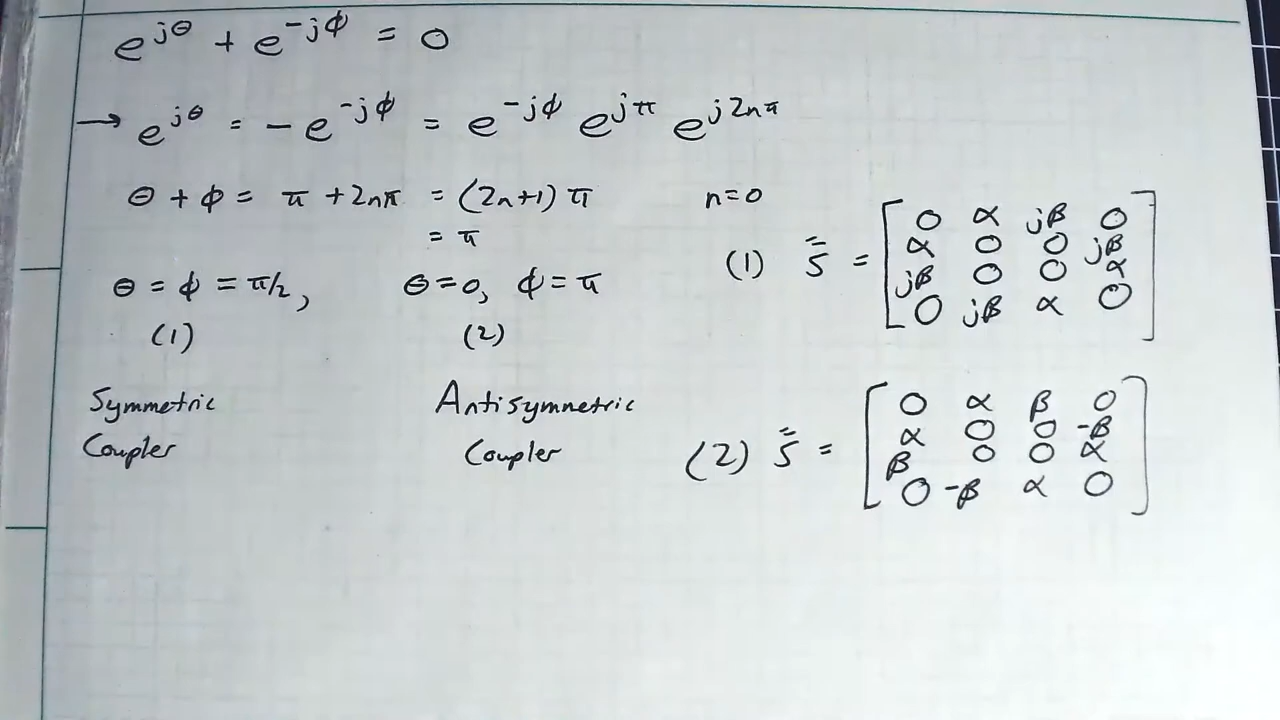 e^{jθ} + e^{-jϕ} = 0
→ e^{jθ} = -e^{-jϕ} = e^{-jϕ} e^{jπ} e^{j2nπ}
θ + ϕ = π + 2nπ = (2n+1)π n=0
= π
θ = ϕ = π/2, θ=0, ϕ=π
(1) (2)
Symmetric Antisymmetric
Coupler Coupler
(1) S̿ = [0 α jβ 0
α 0 0 jβ
jβ 0 0 α
0 jβ α 0]
(2) S̿ = [0 α β 0
α 0 0 -β
β 0 0 α
0 -β α 0]